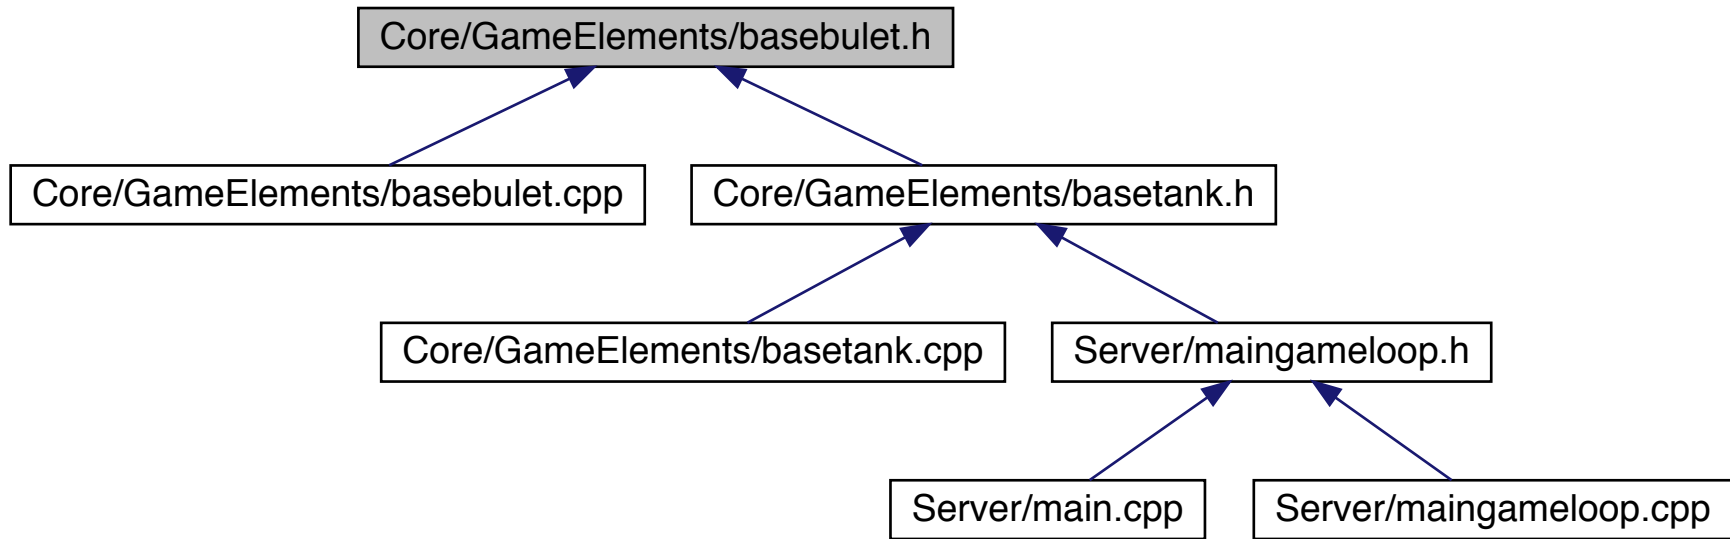 Core/GameElements/basebulet.h
Core/GameElements/basebulet.cpp
Core/GameElements/basetank.h
Core/GameElements/basetank.cpp
Server/maingameloop.h
Server/main.cpp
Server/maingameloop.cpp